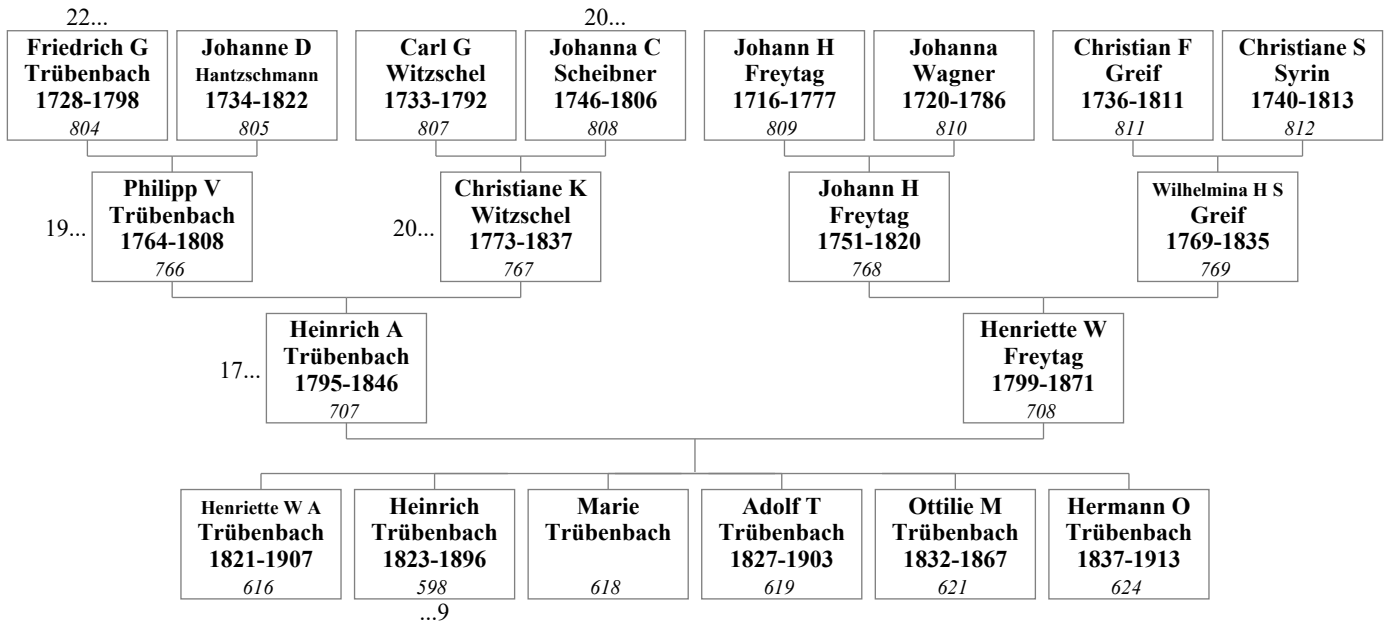 22...
20...
Friedrich G
Trübenbach
1728-1798
804
Johanne D
Hantzschmann
1734-1822
805
Carl G
Witzschel
1733-1792
807
Johanna C
Scheibner
1746-1806
808
Johann H
Freytag
1716-1777
809
Johanna
Wagner
1720-1786
810
Christian F
Greif
1736-1811
811
Christiane S
Syrin
1740-1813
812
19...
Philipp V
Trübenbach
1764-1808
766
20...
Christiane K
Witzschel
1773-1837
767
Johann H
Freytag
1751-1820
768
Wilhelmina H S
Greif
1769-1835
769
17...
Heinrich A
Trübenbach
1795-1846
707
Henriette W
Freytag
1799-1871
708
Henriette W A
Trübenbach
1821-1907
616
Heinrich
Trübenbach
1823-1896
598
Marie
Trübenbach
618
Adolf T
Trübenbach
1827-1903
619
Ottilie M
Trübenbach
1832-1867
621
Hermann O
Trübenbach
1837-1913
624
...9